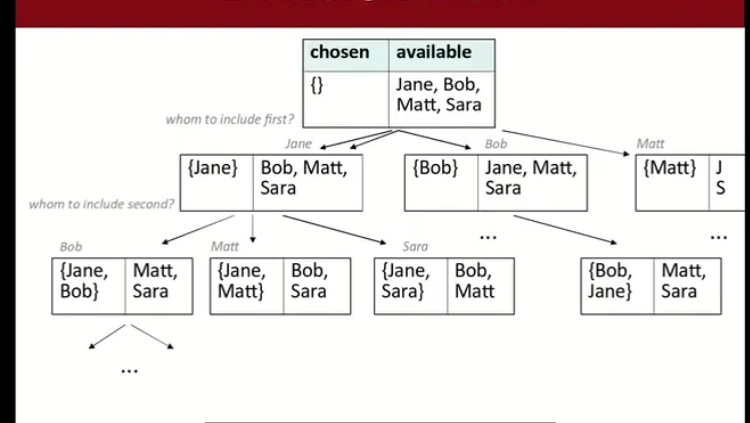 chosen available
{} Jane, Bob,
Matt, Sara
whom to include first?
Jane Bob Matt
{Jane} Bob, Matt, {Bob} Jane, Matt, {Matt} J
Sara Sara S
whom to include second?
... ...
Bob Matt Sara
{Jane, Matt, {Jane, Bob, {Jane, Bob, {Bob, Matt,
Bob} Sara Matt} Sara Sara} Matt Jane} Sara
...